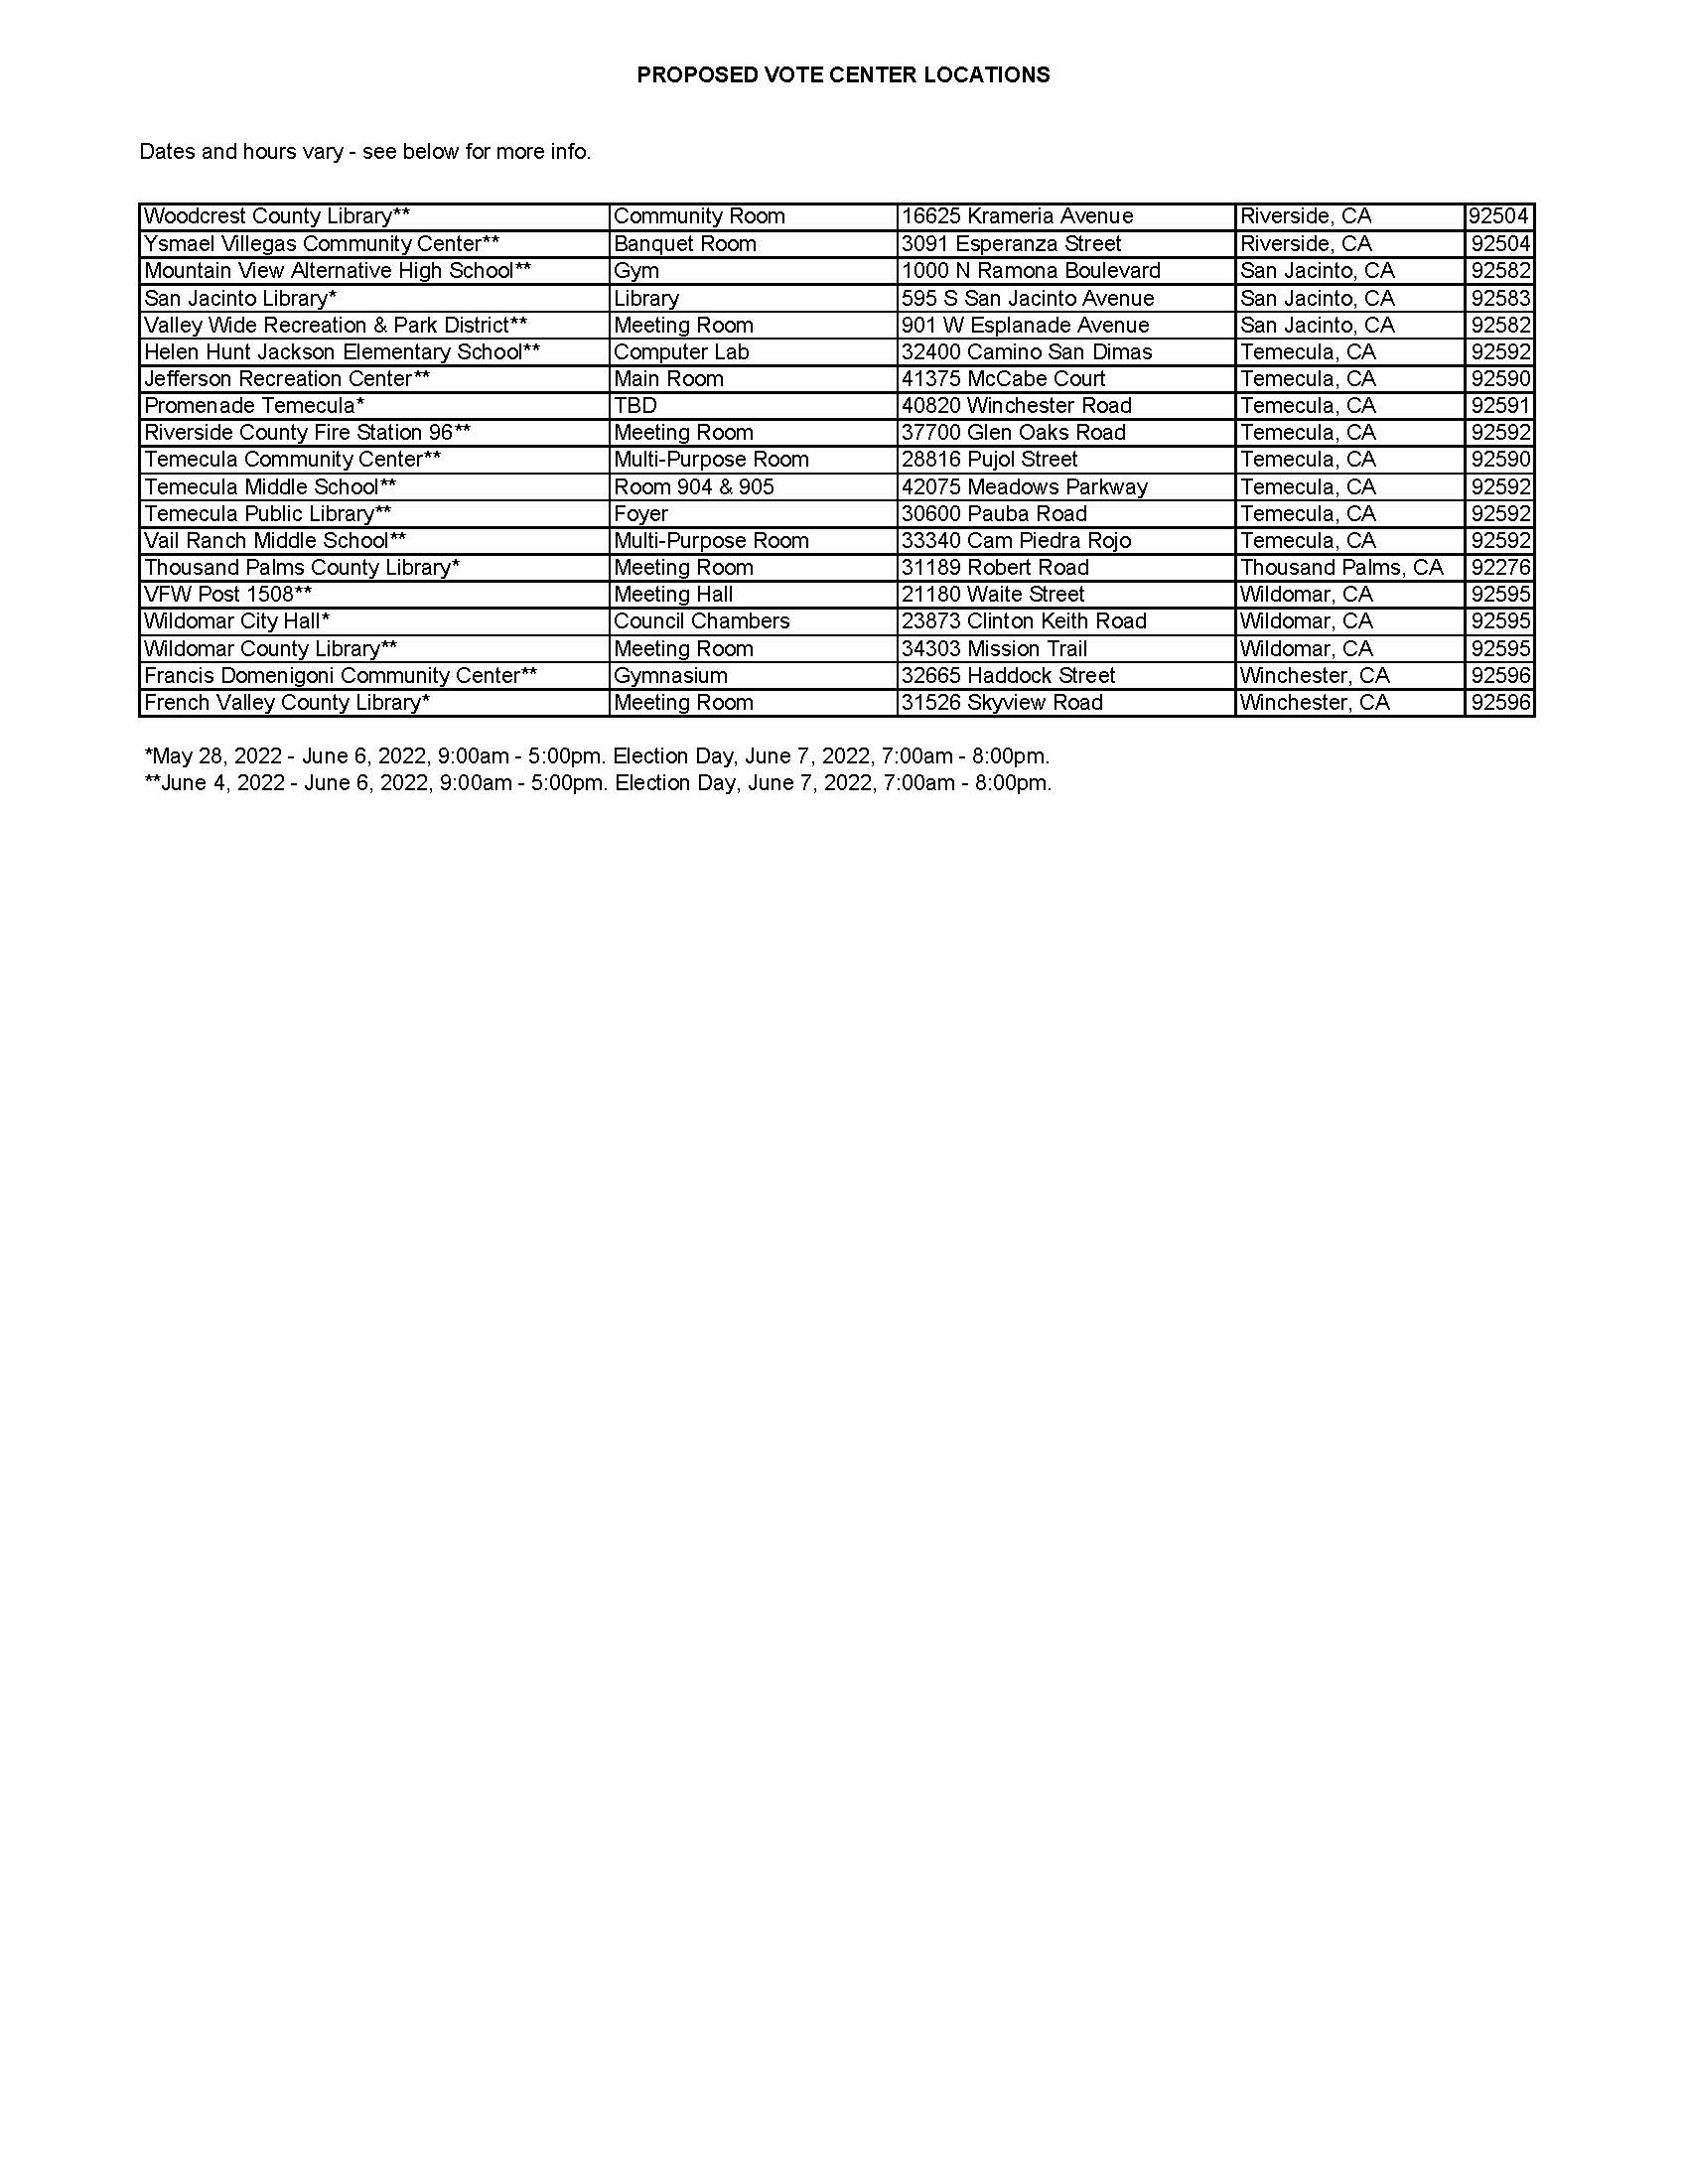 PROPOSED VOTE CENTER LOCATIONS
Dates and hours vary - see below for more info.
Woodcrest County Library** Community Room 16625 Krameria Avenue Riverside, CA 92504
Ysmael Villegas Community Center** Banquet Room 3091 Esperanza Street Riverside, CA 92504
Mountain View Alternative High School** Gym 1000 N Ramona Boulevard San Jacinto, CA 92582
San Jacinto Library* Library 595 S San Jacinto Avenue San Jacinto, CA 92583
Valley Wide Recreation & Park District** Meeting Room 901 W Esplanade Avenue San Jacinto, CA 92582
Helen Hunt Jackson Elementary School** Computer Lab 32400 Camino San Dimas Temecula, CA 92592
Jefferson Recreation Center** Main Room 41375 McCabe Court Temecula, CA 92590
Promenade Temecula* TBD 40820 Winchester Road Temecula, CA 92591
Riverside County Fire Station 96** Meeting Room 37700 Glen Oaks Road Temecula, CA 92592
Temecula Community Center** Multi-Purpose Room 28816 Pujol Street Temecula, CA 92590
Temecula Middle School** Room 904 & 905 42075 Meadows Parkway Temecula, CA 92592
Temecula Public Library** Foyer 30600 Pauba Road Temecula, CA 92592
Vail Ranch Middle School** Multi-Purpose Room 33340 Cam Piedra Rojo Temecula, CA 92592
Thousand Palms County Library* Meeting Room 31189 Robert Road Thousand Palms, CA 92276
VFW Post 1508** Meeting Hall 21180 Waite Street Wildomar, CA 92595
Wildomar City Hall* Council Chambers 23873 Clinton Keith Road Wildomar, CA 92595
Wildomar County Library** Meeting Room 34303 Mission Trail Wildomar, CA 92595
Francis Domenigoni Community Center** Gymnasium 32665 Haddock Street Winchester, CA 92596
French Valley County Library* Meeting Room 31526 Skyview Road Winchester, CA 92596
*May 28, 2022 - June 6, 2022, 9:00am - 5:00pm. Election Day, June 7, 2022, 7:00am - 8:00pm.
**June 4, 2022 - June 6, 2022, 9:00am - 5:00pm. Election Day, June 7, 2022, 7:00am - 8:00pm.